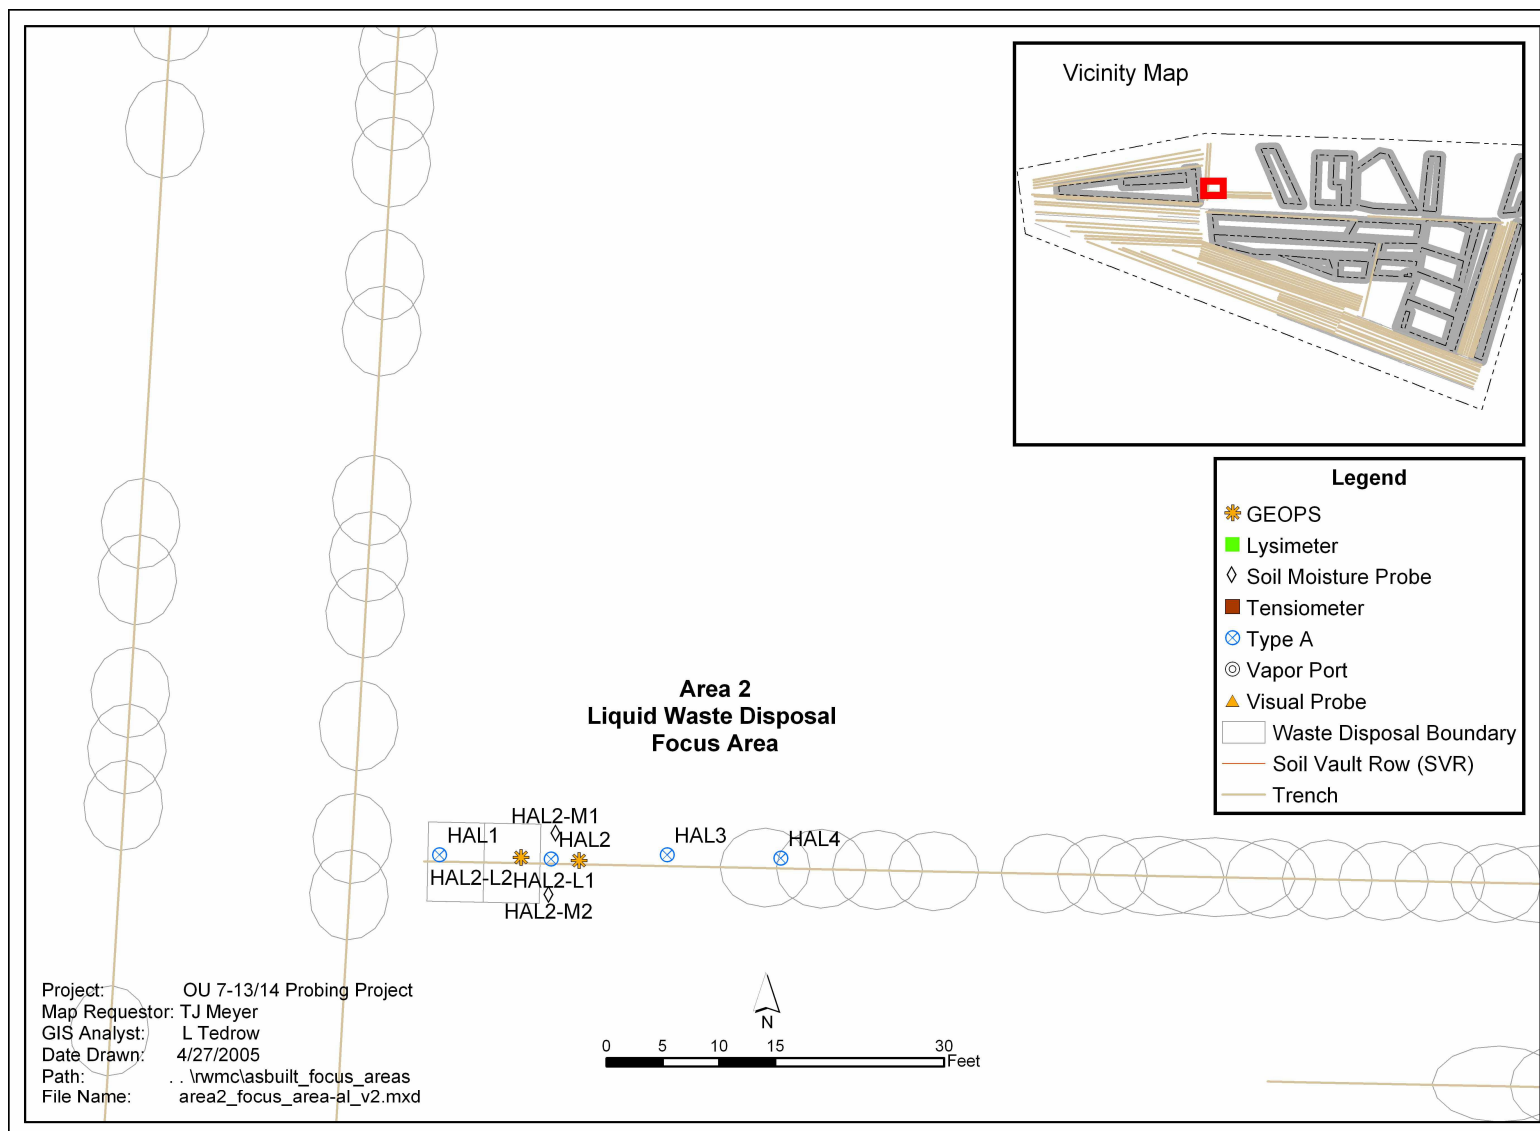 Vicinity Map
Legend
GEOPS
Lysimeter
Soil Moisture Probe
Tensiometer
Type A
Vapor Port
Visual Probe
Waste Disposal Boundary
Soil Vault Row (SVR)
Trench
Area 2
Liquid Waste Disposal
Focus Area
HAL2-M1
HAL1
HAL2
HAL3
HAL4
HAL2-L2
HAL2-L1
HAL2-M2
N
0 5 10 15 30
Feet
Project: OU 7-13/14 Probing Project
Map Requestor: TJ Meyer
GIS Analyst: L Tedrow
Date Drawn: 4/27/2005
Path: . . \rwmc\asbuilt_focus_areas
File Name: area2_focus_area-al_v2.mxd